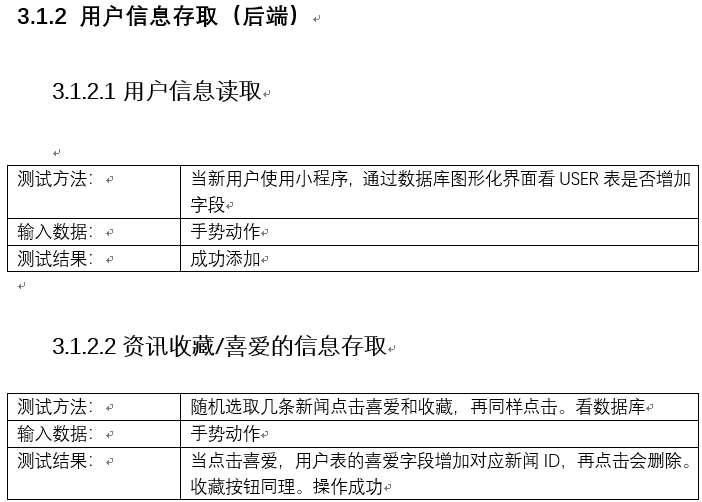 3.1.2 用户信息存取（后端）
3.1.2.1 用户信息读取
测试方法：
当新用户使用小程序，通过数据库图形化界面看 USER 表是否增加
字段
输入数据：
手势动作
测试结果：
成功添加
3.1.2.2 资讯收藏/喜爱的信息存取
测试方法：
随机选取几条新闻点击喜爱和收藏，再同样点击。看数据库
输入数据：
手势动作
测试结果：
当点击喜爱，用户表的喜爱字段增加对应新闻 ID，再点击会删除。
收藏按钮同理。操作成功